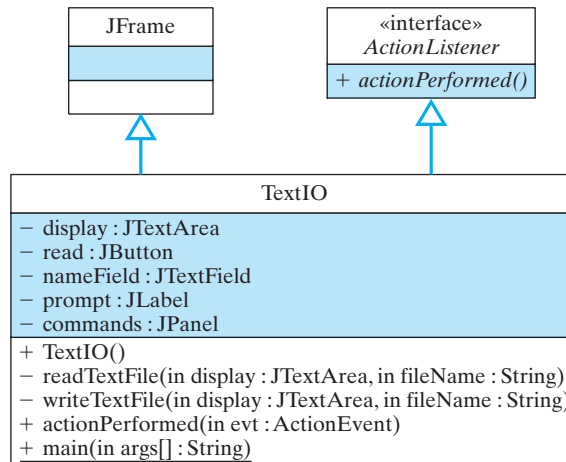 JFrame
«interface»
ActionListener
+ actionPerformed()
TextIO
− display : JTextArea
− read : JButton
− nameField : JTextField
− prompt : JLabel
− commands : JPanel
+ TextIO()
− readTextFile(in display : JTextArea, in fileName : String)
− writeTextFile(in display : JTextArea, in fileName : String)
+ actionPerformed(in evt : ActionEvent)
+ main(in args[] : String)